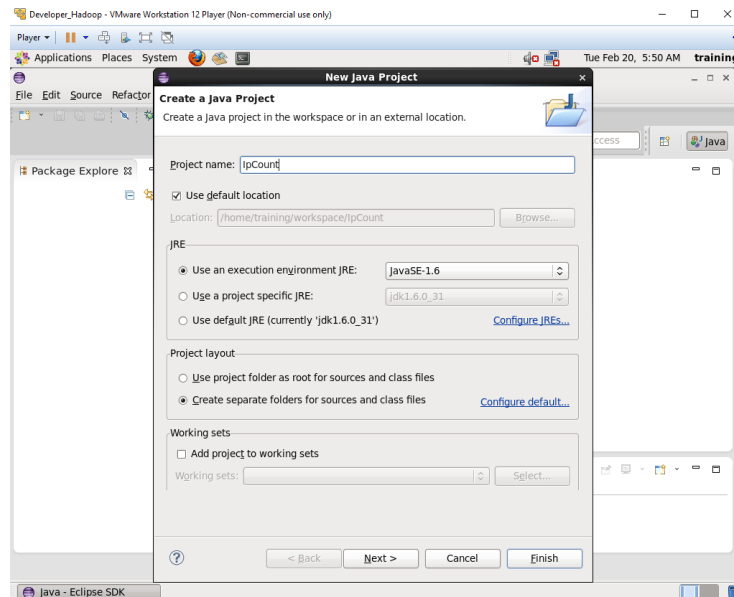 Developer_Hadoop - VMware Workstation 12 Player (Non-commercial use only)
Player
Applications Places System Tue Feb 20, 5:50 AM training
New Java Project
File Edit Source Refactor
Create a Java Project
Create a Java project in the workspace or in an external location.
Java
Package Explore
Project name: IpCount
Use default location
Location: /home/training/workspace/IpCount Browse...
JRE
Use an execution environment JRE: JavaSE-1.6
Use a project specific JRE: jdk1.6.0_31
Use default JRE (currently 'jdk1.6.0_31') Configure JREs...
Project layout
Use project folder as root for sources and class files
Create separate folders for sources and class files Configure default...
Working sets
Add project to working sets
Working sets: Select...
< Back Next > Cancel Finish
Java - Eclipse SDK